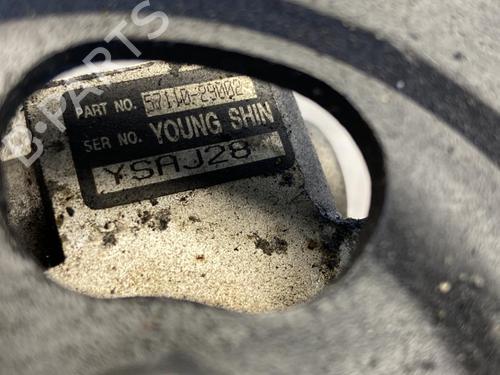 B-PARTS
PART NO. 57110-29002
SER NO. YOUNG SHIN
YSAJ28